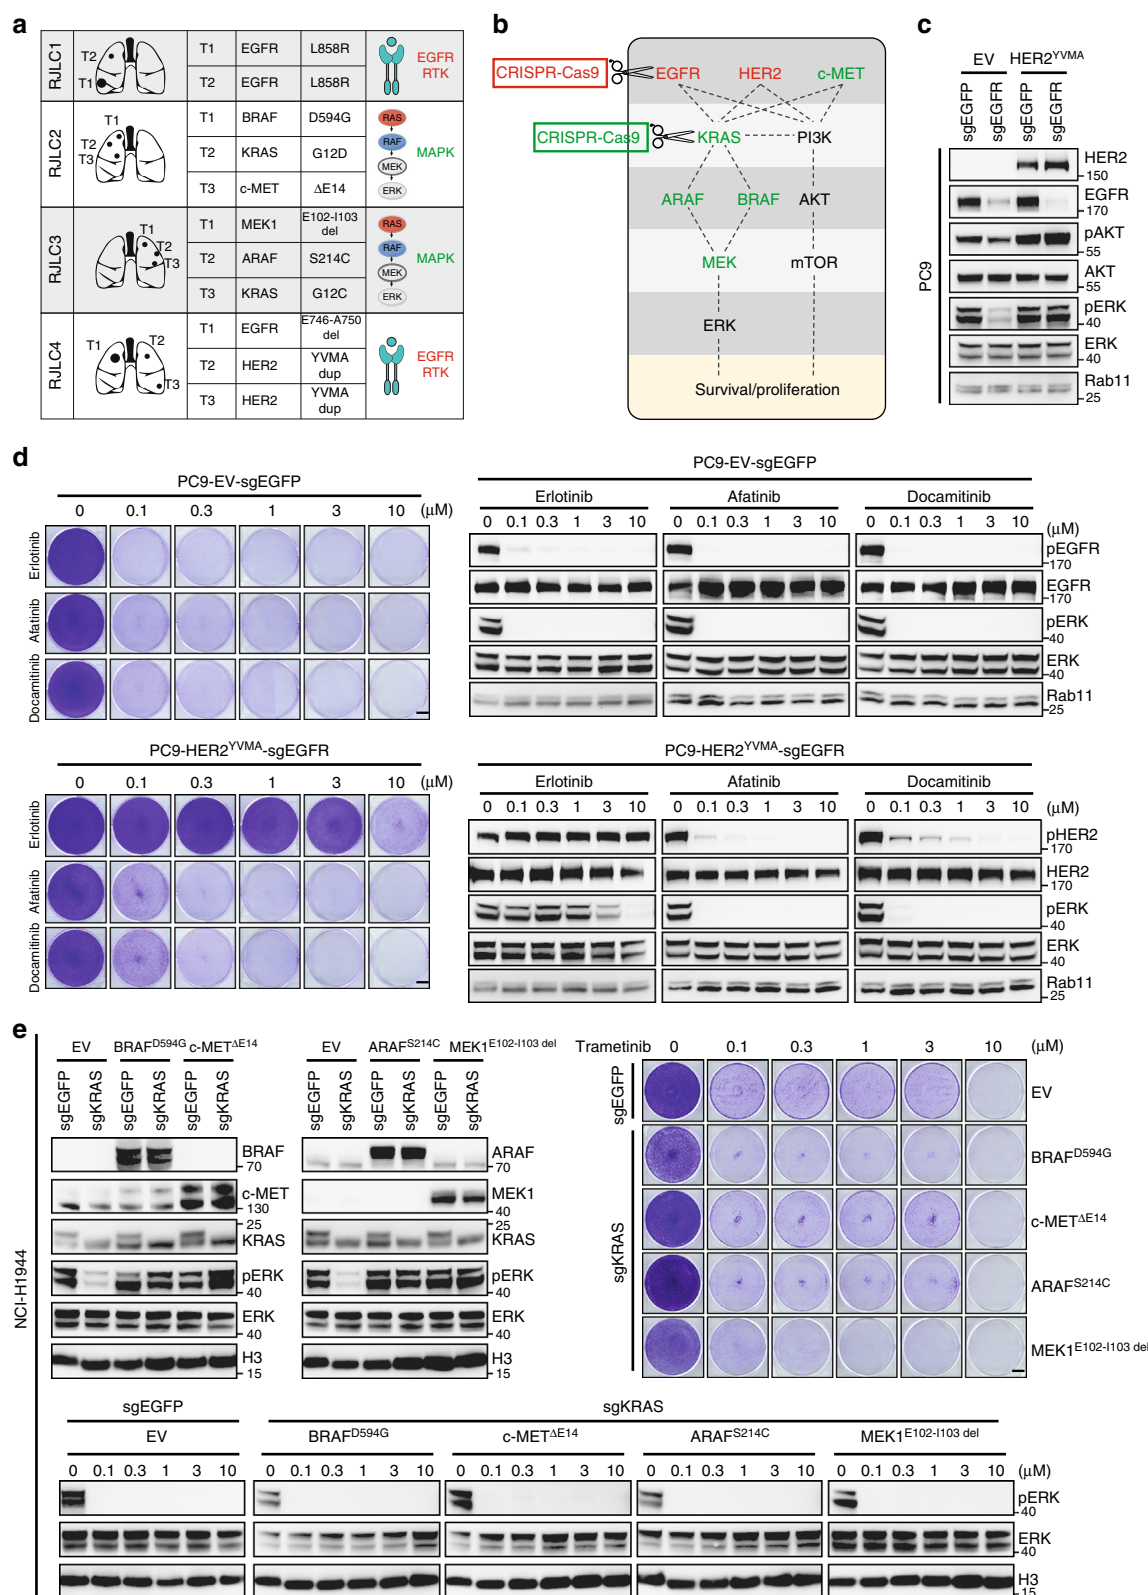 a
RJLC1
T2
T1
T1 EGFR L858R
T2 EGFR L858R
EGFR
RTK
RJLC2
T1
T2
T3
T1 BRAF D594G
T2 KRAS G12D
T3 c-MET ΔE14
RAS
RAF
MEK
ERK
MAPK
RJLC3
T1
T2
T3
T1 MEK1 E102-I103
del
T2 ARAF S214C
T3 KRAS G12C
RAS
RAF
MEK
ERK
MAPK
RJLC4
T1
T2
T3
T1 EGFR E746-A750
del
T2 HER2 YVMA
dup
T3 HER2 YVMA
dup
EGFR
RTK
b
CRISPR-Cas9
EGFR HER2 c-MET
CRISPR-Cas9
KRAS PI3K
ARAF BRAF AKT
MEK mTOR
ERK
Survival/proliferation
c
EV HER2YVMA
sgEGFP sgEGFR sgEGFP sgEGFR
PC9
HER2
150
EGFR
170
pAKT
55
AKT
55
pERK
40
ERK
40
Rab11
25
d
PC9-EV-sgEGFP
0 0.1 0.3 1 3 10 (μM)
Erlotinib
Afatinib
Docamitinib
PC9-EV-sgEGFP
Erlotinib Afatinib Docamitinib
0 0.1 0.3 1 3 10 0 0.1 0.3 1 3 10 0 0.1 0.3 1 3 10
(μM)
pEGFR
170
EGFR
170
pERK
40
ERK
40
Rab11
25
PC9-HER2YVMA-sgEGFR
0 0.1 0.3 1 3 10 (μM)
Erlotinib
Afatinib
Docamitinib
PC9-HER2YVMA-sgEGFR
Erlotinib Afatinib Docamitinib
0 0.1 0.3 1 3 10 0 0.1 0.3 1 3 10 0 0.1 0.3 1 3 10
(μM)
pHER2
170
HER2
170
pERK
40
ERK
40
Rab11
25
e
NCI-H1944
EV BRAFD594G c-METΔE14
sgEGFP sgKRAS sgEGFP sgKRAS sgEGFP sgKRAS
BRAF
70
c-MET
130
25
KRAS
pERK
40
ERK
40
H3
15
EV ARAFS214C MEK1E102-I103 del
sgEGFP sgKRAS sgEGFP sgKRAS sgEGFP sgKRAS
ARAF
70
MEK1
40
25
KRAS
pERK
40
ERK
40
H3
15
Trametinib 0 0.1 0.3 1 3 10 (μM)
sgEGFP
EV
sgKRAS
BRAFD594G
c-METΔE14
ARAFS214C
MEK1E102-I103 del
sgEGFP sgKRAS
EV BRAFD594G c-METΔE14 ARAFS214C MEK1E102-I103 del
0 0.1 0.3 1 3 10 0 0.1 0.3 1 3 10 0 0.1 0.3 1 3 10 0 0.1 0.3 1 3 10 0 0.1 0.3 1 3 10 (μM)
pERK
40
ERK
40
H3
15